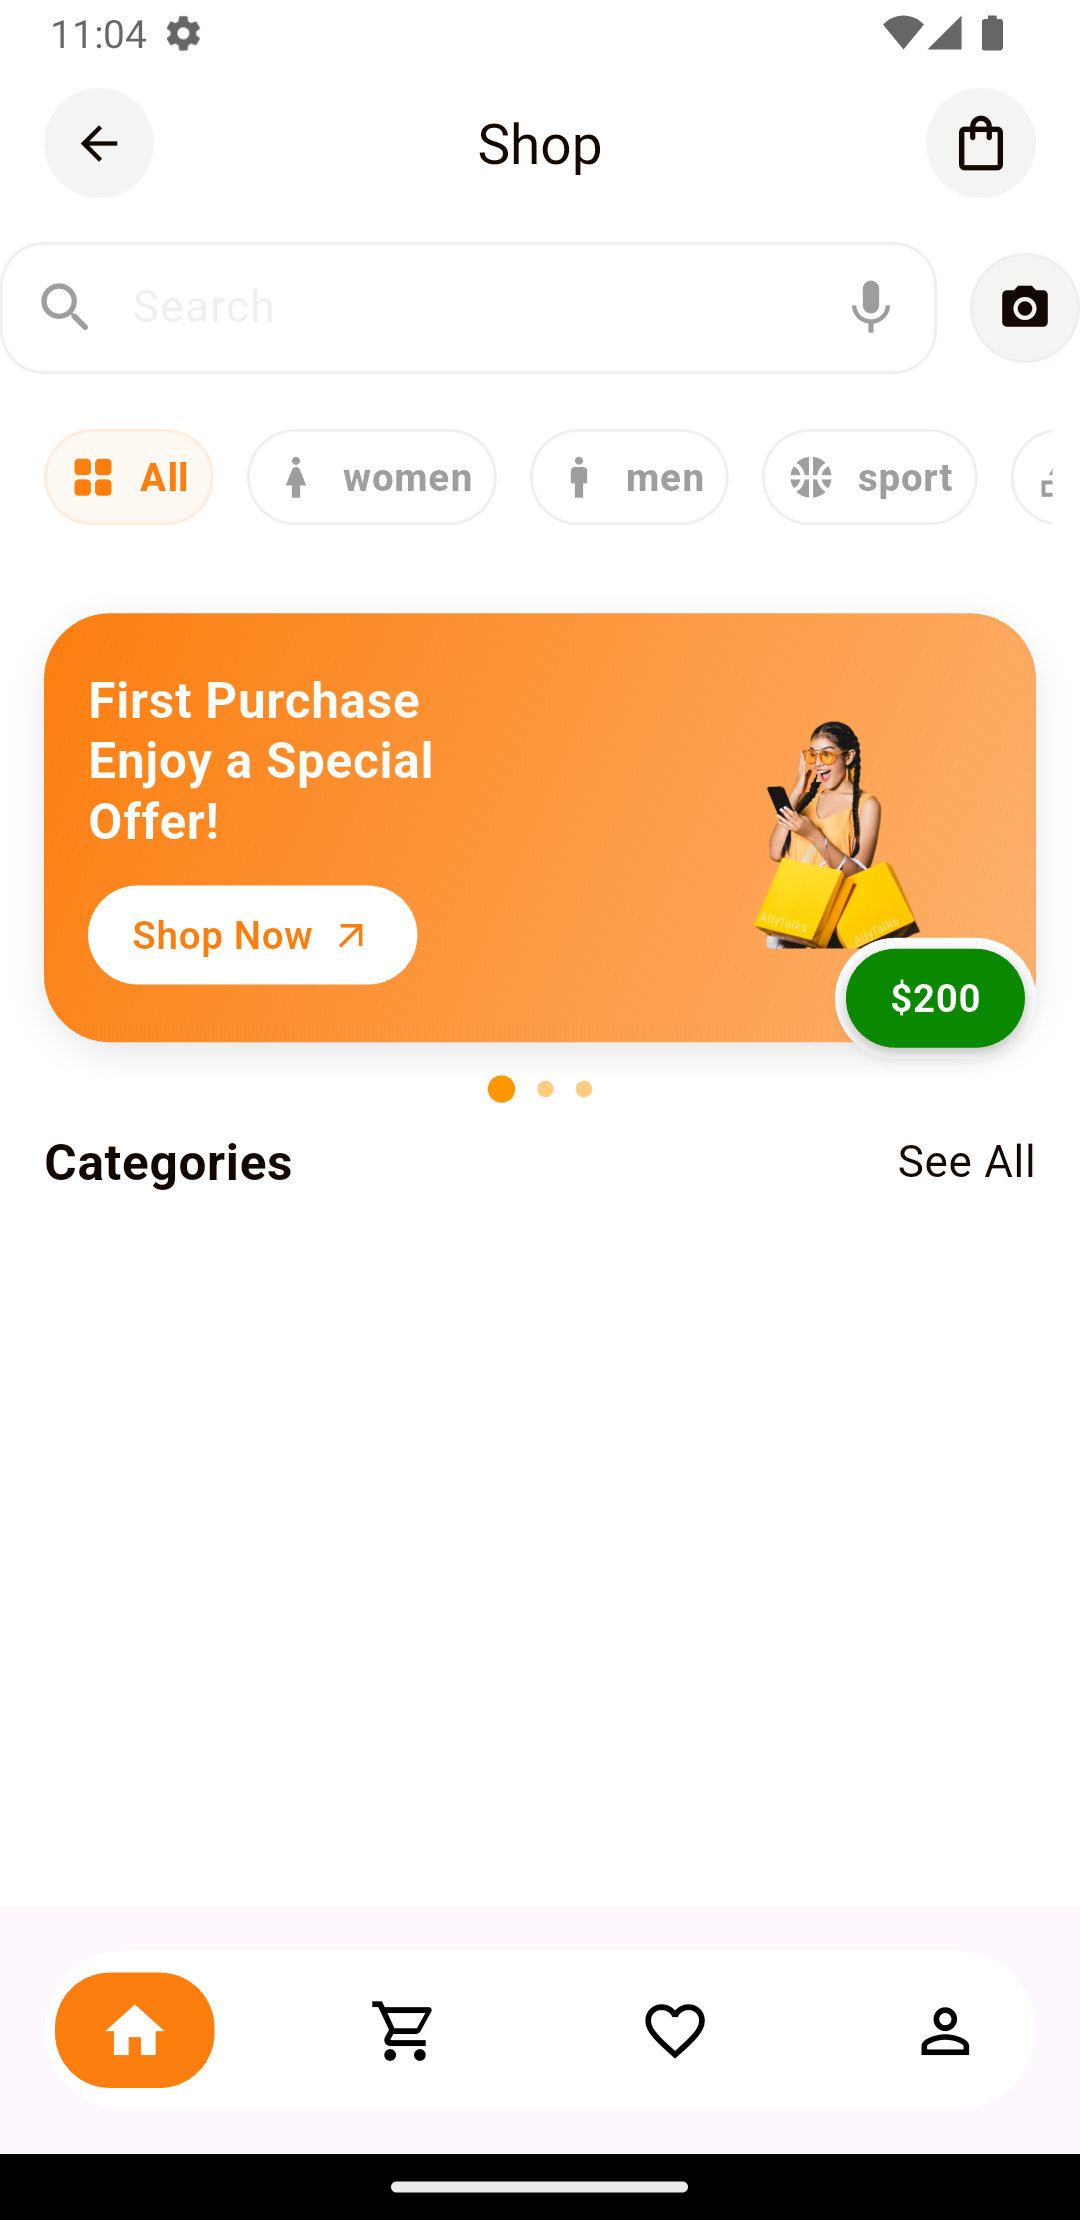 11:04
Shop
Search
All
women
men
sport
First Purchase
Enjoy a Special
Offer!
AllyTalks
AllyTalks
Shop Now
$200
Categories
See All